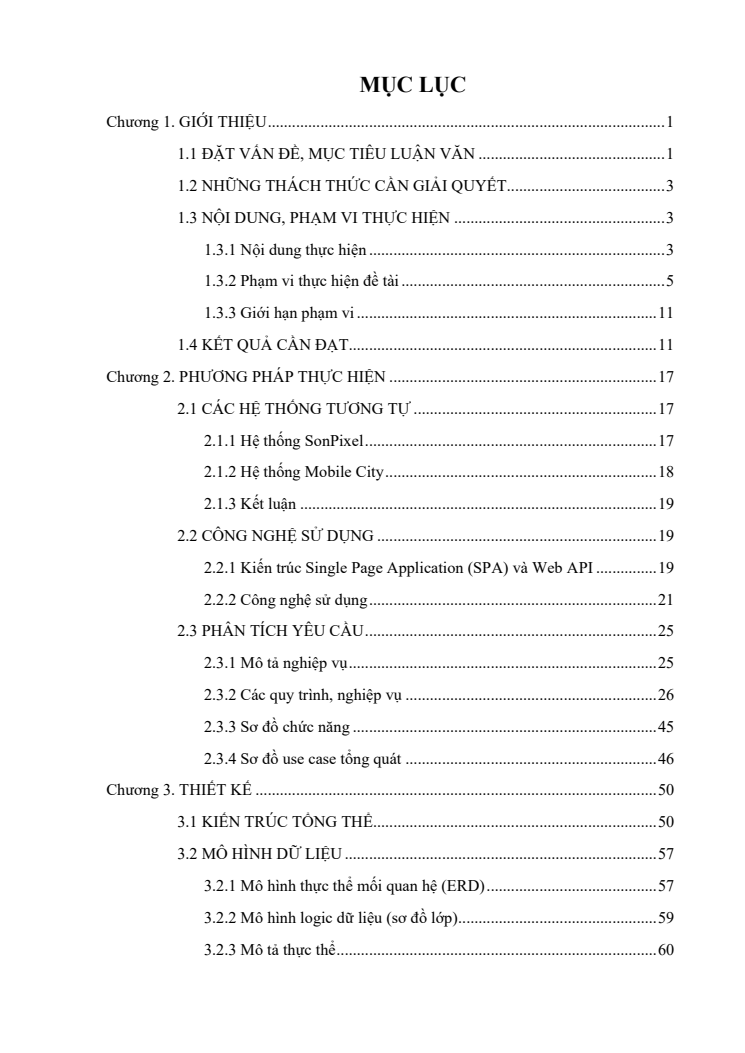 MỤC LỤC
Chương 1. GIỚI THIỆU.....1
1.1 ĐẶT VẤN ĐỀ, MỤC TIÊU LUẬN VĂN.....1
1.2 NHỮNG THÁCH THỨC CẦN GIẢI QUYẾT.....3
1.3 NỘI DUNG, PHẠM VI THỰC HIỆN.....3
1.3.1 Nội dung thực hiện.....3
1.3.2 Phạm vi thực hiện đề tài.....5
1.3.3 Giới hạn phạm vi.....11
1.4 KẾT QUẢ CẦN ĐẠT.....11
Chương 2. PHƯƠNG PHÁP THỰC HIỆN.....17
2.1 CÁC HỆ THỐNG TƯƠNG TỰ.....17
2.1.1 Hệ thống SonPixel.....17
2.1.2 Hệ thống Mobile City.....18
2.1.3 Kết luận.....19
2.2 CÔNG NGHỆ SỬ DỤNG.....19
2.2.1 Kiến trúc Single Page Application (SPA) và Web API.....19
2.2.2 Công nghệ sử dụng.....21
2.3 PHÂN TÍCH YÊU CẦU.....25
2.3.1 Mô tả nghiệp vụ.....25
2.3.2 Các quy trình, nghiệp vụ.....26
2.3.3 Sơ đồ chức năng.....45
2.3.4 Sơ đồ use case tổng quát.....46
Chương 3. THIẾT KẾ.....50
3.1 KIẾN TRÚC TỔNG THỂ.....50
3.2 MÔ HÌNH DỮ LIỆU.....57
3.2.1 Mô hình thực thể mối quan hệ (ERD).....57
3.2.2 Mô hình logic dữ liệu (sơ đồ lớp).....59
3.2.3 Mô tả thực thể.....60